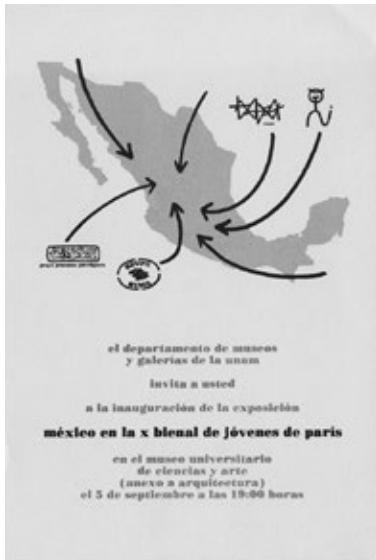 el departamento de museos
y galerías de la unam
invita a usted
a la inauguración de la exposición
méxico en la x bienal de jóvenes de parís
en el museo universitario
de ciencias y arte
(anexo a arquitectura)
el 5 de septiembre a las 19:00 horas